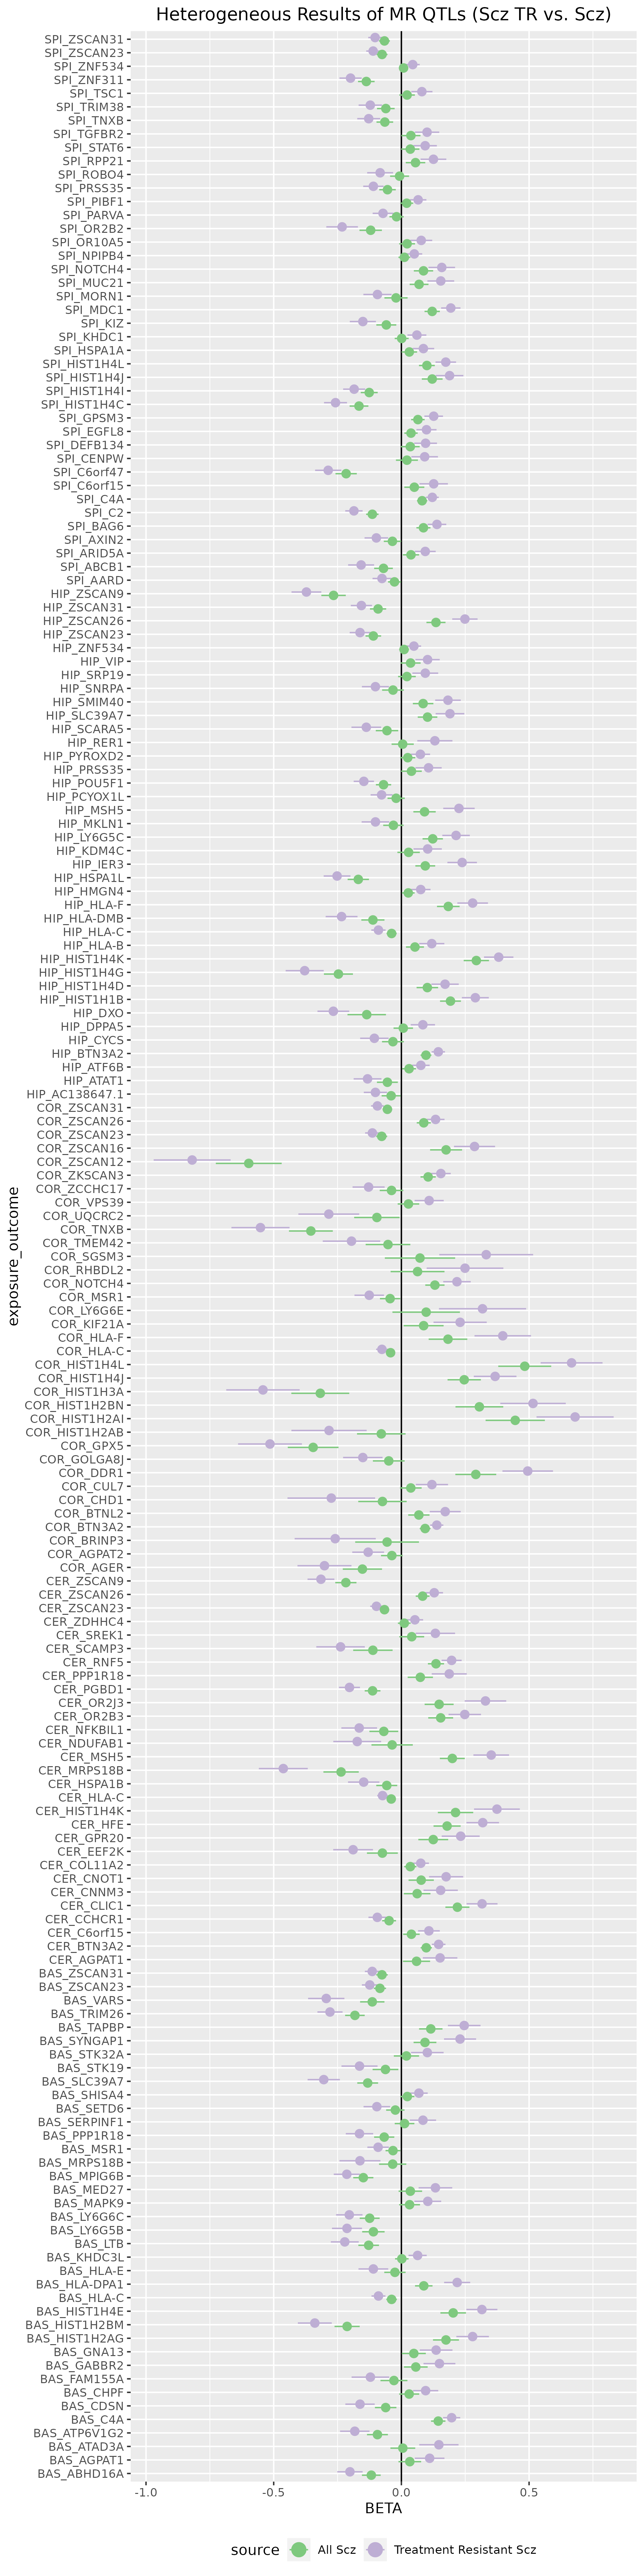 Heterogeneous Results of MR QTLs (Scz TR vs. Scz)
SPI_ZSCAN31
SPI_ZSCAN23
SPI_ZNF534
SPI_ZNF311
SPI_TSC1
SPI_TRIM38
SPI_TNXB
SPI_TGFBR2
SPI_STAT6
SPI_RPP21
SPI_ROBO4
SPI_PRSS35
SPI_PIBF1
SPI_PARVA
SPI_OR2B2
SPI_OR10A5
SPI_NPIPB4
SPI_NOTCH4
SPI_MUC21
SPI_MORN1
SPI_MDC1
SPI_KIZ
SPI_KHDC1
SPI_HSPA1A
SPI_HIST1H4L
SPI_HIST1H4J
SPI_HIST1H4I
SPI_HIST1H4C
SPI_GPSM3
SPI_EGFL8
SPI_DEFB134
SPI_CENPW
SPI_C6orf47
SPI_C6orf15
SPI_C4A
SPI_C2
SPI_BAG6
SPI_AXIN2
SPI_ARID5A
SPI_ABCB1
SPI_AARD
HIP_ZSCAN9
HIP_ZSCAN31
HIP_ZSCAN26
HIP_ZSCAN23
HIP_ZNF534
HIP_VIP
HIP_SRP19
HIP_SNRPA
HIP_SMIM40
HIP_SLC39A7
HIP_SCARA5
HIP_RER1
HIP_PYROXD2
HIP_PRSS35
HIP_POU5F1
HIP_PCYOX1L
HIP_MSH5
HIP_MKLN1
HIP_LY6G5C
HIP_KDM4C
HIP_IER3
HIP_HSPA1L
HIP_HMGN4
HIP_HLA-F
HIP_HLA-DMB
HIP_HLA-C
HIP_HLA-B
HIP_HIST1H4K
HIP_HIST1H4G
HIP_HIST1H4D
HIP_HIST1H1B
HIP_DXO
HIP_DPPA5
HIP_CYCS
HIP_BTN3A2
HIP_ATF6B
HIP_ATAT1
HIP_AC138647.1
COR_ZSCAN31
COR_ZSCAN26
COR_ZSCAN23
COR_ZSCAN16
COR_ZSCAN12
COR_ZKSCAN3
COR_ZCCHC17
COR_VPS39
COR_UQCRC2
COR_TNXB
COR_TMEM42
COR_SGSM3
COR_RHBDL2
COR_NOTCH4
COR_MSR1
COR_LY6G6E
COR_KIF21A
COR_HLA-F
COR_HLA-C
COR_HIST1H4L
COR_HIST1H4J
COR_HIST1H3A
COR_HIST1H2BN
COR_HIST1H2AI
COR_HIST1H2AB
COR_GPX5
COR_GOLGA8J
COR_DDR1
COR_CUL7
COR_CHD1
COR_BTNL2
COR_BTN3A2
COR_BRINP3
COR_AGPAT2
COR_AGER
CER_ZSCAN9
CER_ZSCAN26
CER_ZSCAN23
CER_ZDHHC4
CER_SREK1
CER_SCAMP3
CER_RNF5
CER_PPP1R18
CER_PGBD1
CER_OR2J3
CER_OR2B3
CER_NFKBIL1
CER_NDUFAB1
CER_MSH5
CER_MRPS18B
CER_HSPA1B
CER_HLA-C
CER_HIST1H4K
CER_HFE
CER_GPR20
CER_EEF2K
CER_COL11A2
CER_CNOT1
CER_CNNM3
CER_CLIC1
CER_CCHCR1
CER_C6orf15
CER_BTN3A2
CER_AGPAT1
BAS_ZSCAN31
BAS_ZSCAN23
BAS_VARS
BAS_TRIM26
BAS_TAPBP
BAS_SYNGAP1
BAS_STK32A
BAS_STK19
BAS_SLC39A7
BAS_SHISA4
BAS_SETD6
BAS_SERPINF1
BAS_PPP1R18
BAS_MSR1
BAS_MRPS18B
BAS_MPIG6B
BAS_MED27
BAS_MAPK9
BAS_LY6G6C
BAS_LY6G5B
BAS_LTB
BAS_KHDC3L
BAS_HLA-E
BAS_HLA-DPA1
BAS_HLA-C
BAS_HIST1H4E
BAS_HIST1H2BM
BAS_HIST1H2AG
BAS_GNA13
BAS_GABBR2
BAS_FAM155A
BAS_CHPF
BAS_CDSN
BAS_C4A
BAS_ATP6V1G2
BAS_ATAD3A
BAS_AGPAT1
BAS_ABHD16A
exposure_outcome
-1.0 -0.5 0.0 0.5
BETA
source All Scz Treatment Resistant Scz